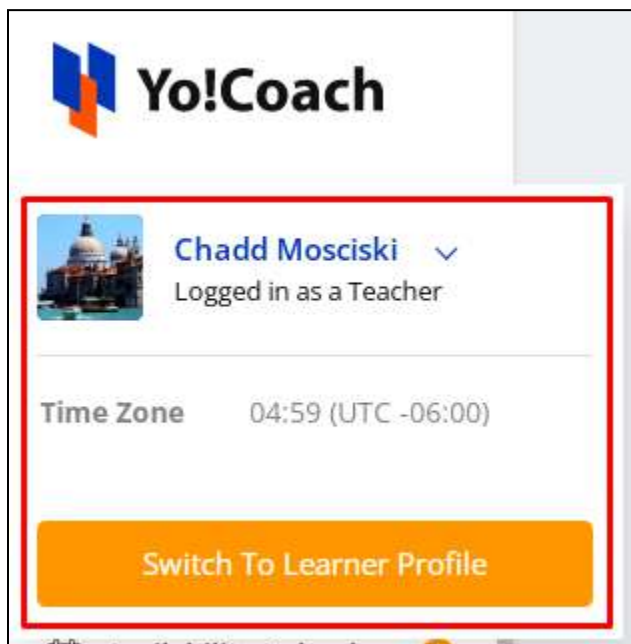 Yo!Coach
Chadd Mosciski
Logged in as a Teacher
Time Zone 04:59 (UTC -06:00)
Switch To Learner Profile